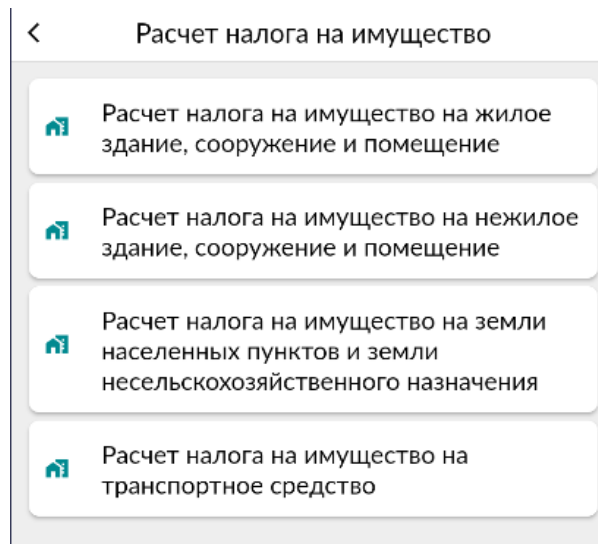 Расчет налога на имущество
Расчет налога на имущество на жилое
здание, сооружение и помещение
Расчет налога на имущество на нежилое
здание, сооружение и помещение
Расчет налога на имущество на земли
населенных пунктов и земли
несельскохозяйственного назначения
Расчет налога на имущество на
транспортное средство